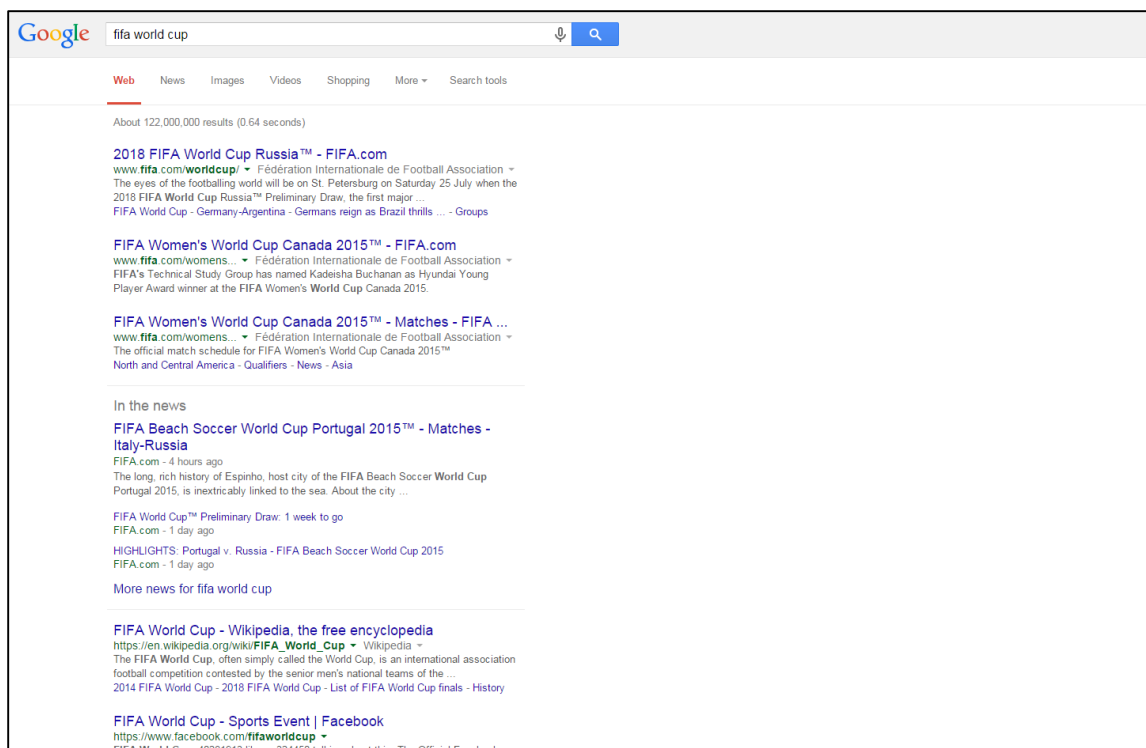 Google
fifa world cup
Web News Images Videos Shopping More Search tools
About 122,000,000 results (0.64 seconds)
2018 FIFA World Cup Russia™ - FIFA.com
www.fifa.com/worldcup/ Fédération Internationale de Football Association
The eyes of the footballing world will be on St. Petersburg on Saturday 25 July when the
2018 FIFA World Cup Russia™ Preliminary Draw, the first major ...
FIFA World Cup - Germany-Argentina - Germans reign as Brazil thrills ... - Groups
FIFA Women's World Cup Canada 2015™ - FIFA.com
www.fifa.com/womens... Fédération Internationale de Football Association
FIFA's Technical Study Group has named Kadeisha Buchanan as Hyundai Young
Player Award winner at the FIFA Women's World Cup Canada 2015.
FIFA Women's World Cup Canada 2015™ - Matches - FIFA ...
www.fifa.com/womens... Fédération Internationale de Football Association
The official match schedule for FIFA Women's World Cup Canada 2015™
North and Central America - Qualifiers - News - Asia
In the news
FIFA Beach Soccer World Cup Portugal 2015™ - Matches -
Italy-Russia
FIFA.com - 4 hours ago
The long, rich history of Espinho, host city of the FIFA Beach Soccer World Cup
Portugal 2015, is inextricably linked to the sea. About the city ...
FIFA World Cup™ Preliminary Draw: 1 week to go
FIFA.com - 1 day ago
HIGHLIGHTS: Portugal v. Russia - FIFA Beach Soccer World Cup 2015
FIFA.com - 1 day ago
More news for fifa world cup
FIFA World Cup - Wikipedia, the free encyclopedia
https://en.wikipedia.org/wiki/FIFA_World_Cup Wikipedia
The FIFA World Cup, often simply called the World Cup, is an international association
football competition contested by the senior men's national teams of the ...
2014 FIFA World Cup - 2018 FIFA World Cup - List of FIFA World Cup finals - History
FIFA World Cup - Sports Event | Facebook
https://www.facebook.com/fifaworldcup